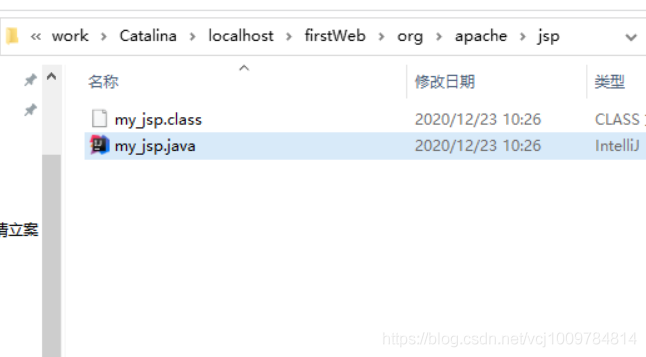 « work › Catalina › localhost › firstWeb › org › apache › jsp
名称 修改日期 类型
my_jsp.class 2020/12/23 10:26 CLASS
my_jsp.java 2020/12/23 10:26 IntelliJ
请立案
https://blog.csdn.net/vcj1009784814